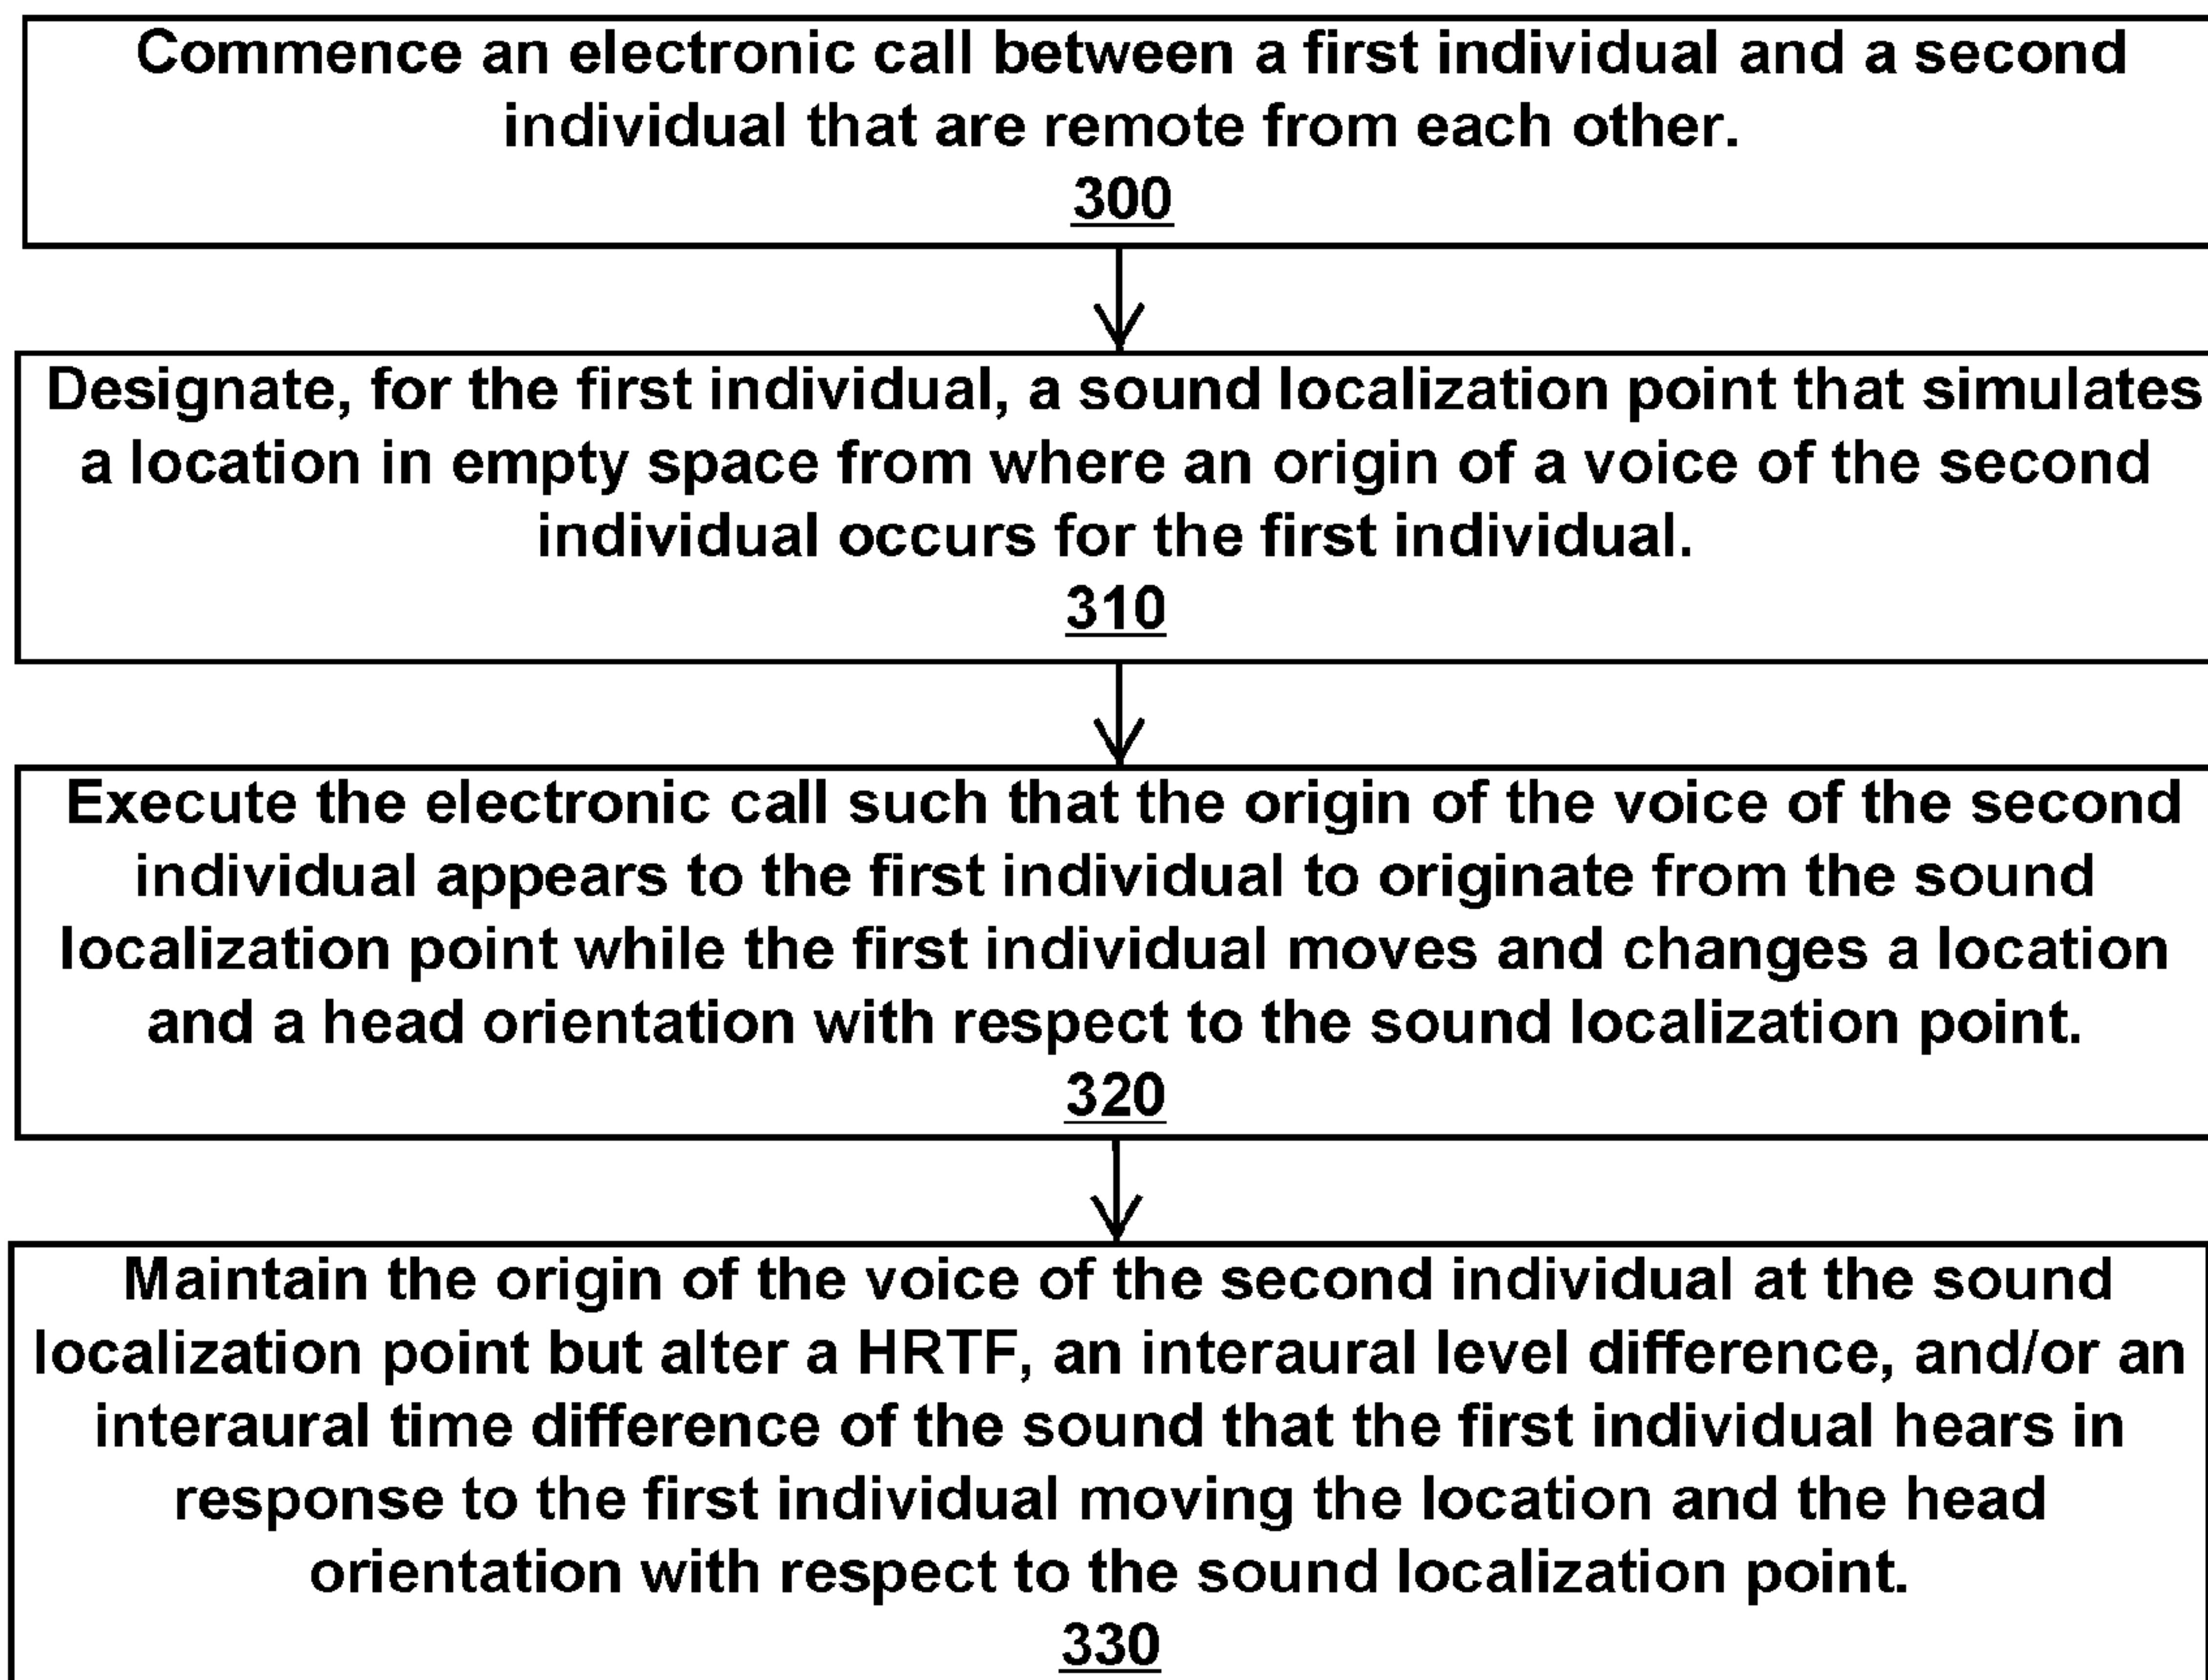 Commence an electronic call between a first individual and a second
individual that are remote from each other.
300
Designate, for the first individual, a sound localization point that simulates
a location in empty space from where an origin of a voice of the second
individual occurs for the first individual.
310
Execute the electronic call such that the origin of the voice of the second
individual appears to the first individual to originate from the sound
localization point while the first individual moves and changes a location
and a head orientation with respect to the sound localization point.
320
Maintain the origin of the voice of the second individual at the sound
localization point but alter a HRTF, an interaural level difference, and/or an
interaural time difference of the sound that the first individual hears in
response to the first individual moving the location and the head
orientation with respect to the sound localization point.
330